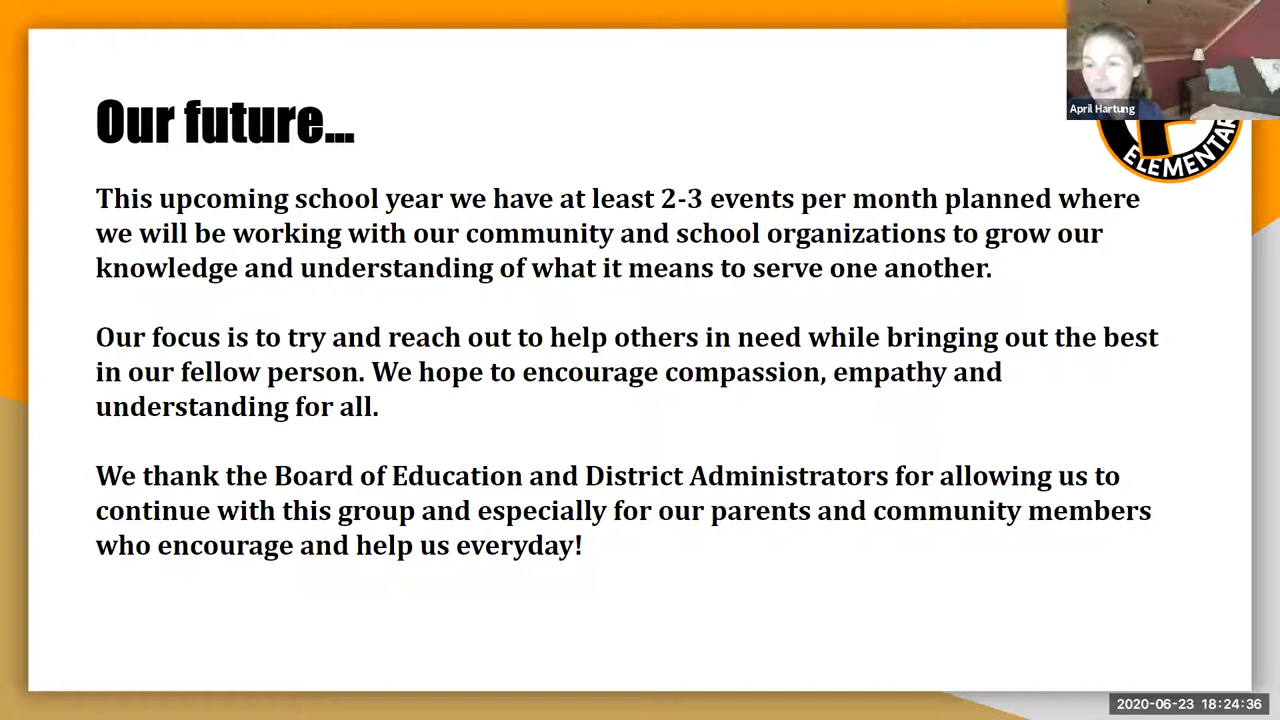 Our future...
April Hartung
ELEMENTAR
This upcoming school year we have at least 2-3 events per month planned where
we will be working with our community and school organizations to grow our
knowledge and understanding of what it means to serve one another.
Our focus is to try and reach out to help others in need while bringing out the best
in our fellow person. We hope to encourage compassion, empathy and
understanding for all.
We thank the Board of Education and District Administrators for allowing us to
continue with this group and especially for our parents and community members
who encourage and help us everyday!
2020-06-23 18:24:36